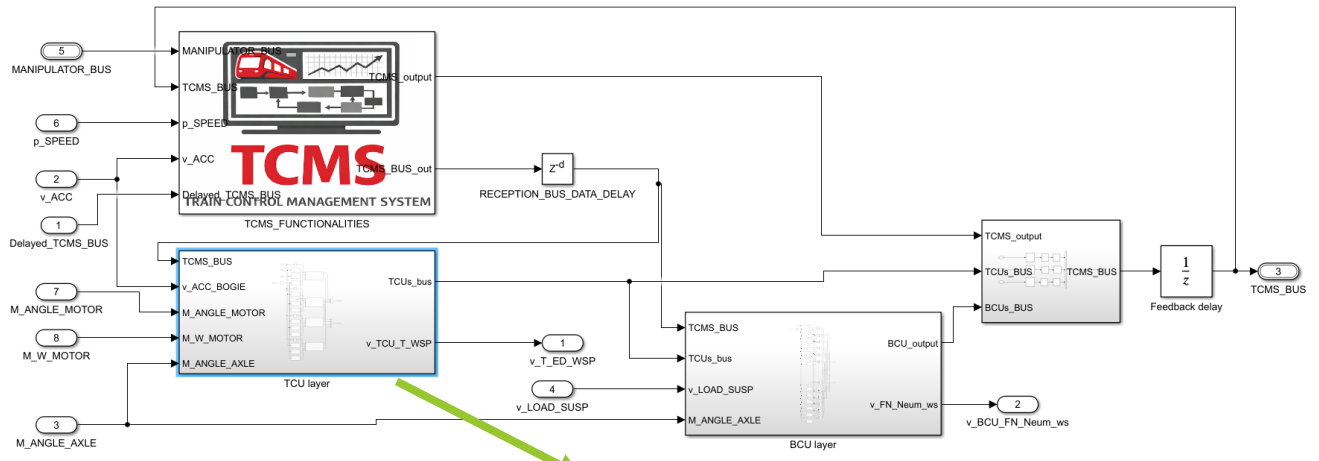 5
MANIPULATOR_BUS
6
p_SPEED
2
v_ACC
1
Delayed_TCMS_BUS
7
M_ANGLE_MOTOR
8
M_W_MOTOR
3
M_ANGLE_AXLE
MANIPULATOR_BUS
TCMS_BUS
p_SPEED
v_ACC
Delayed_TCMS_BUS
TCMS_output
TCMS_BUS_out
TCMS
TRAIN CONTROL MANAGEMENT SYSTEM
TCMS_FUNCTIONALITIES
z-d
RECEPTION_BUS_DATA_DELAY
TCMS_BUS
v_ACC_BOGIE
M_ANGLE_MOTOR
M_W_MOTOR
M_ANGLE_AXLE
TCUs_bus
v_TCU_T_WSP
TCU layer
1
v_T_ED_WSP
4
v_LOAD_SUSP
TCMS_BUS
TCUs_bus
v_LOAD_SUSP
M_ANGLE_AXLE
BCU_output
v_FN_Neum_ws
BCU layer
2
v_BCU_FN_Neum_ws
TCMS_output
TCUs_BUS
BCUs_BUS
TCMS_BUS
1
z
Feedback delay
3
TCMS_BUS